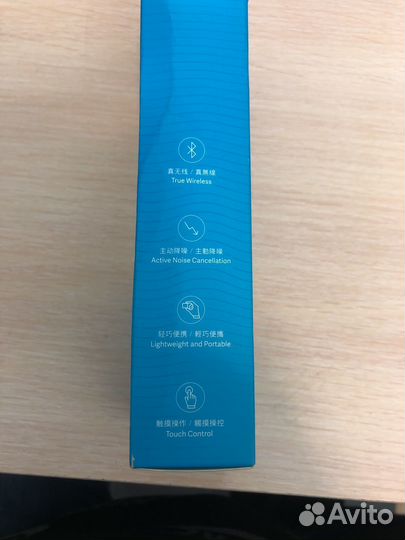 真无线 / 真無線
True Wireless
主动降噪 / 主動降噪
Active Noise Cancellation
轻巧便携 / 輕巧便攜
Lightweight and Portable
触摸操作 / 觸摸操控
Touch Control
Avito